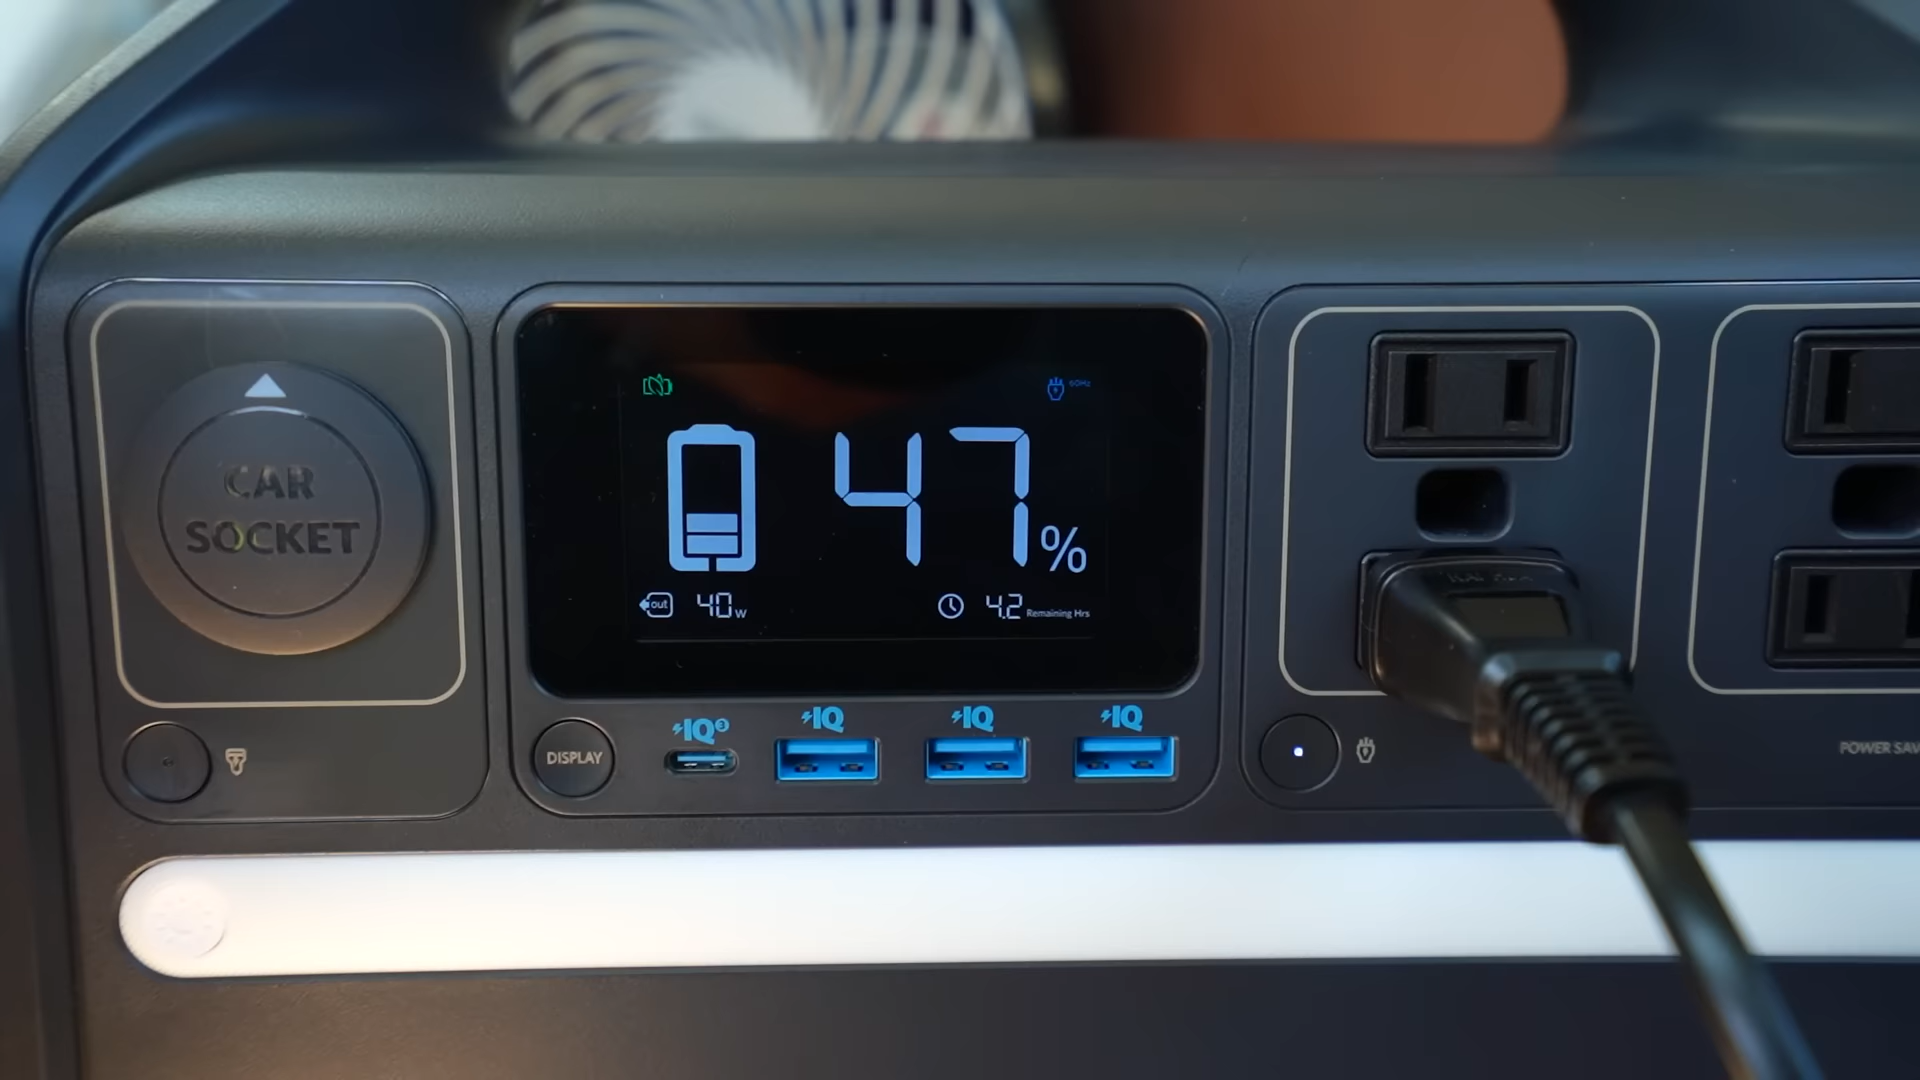 CAR
SOCKET
60Hz
47%
out 40W
4.2 Remaining Hrs
DISPLAY
IQ3
IQ
IQ
IQ
POWER SAV